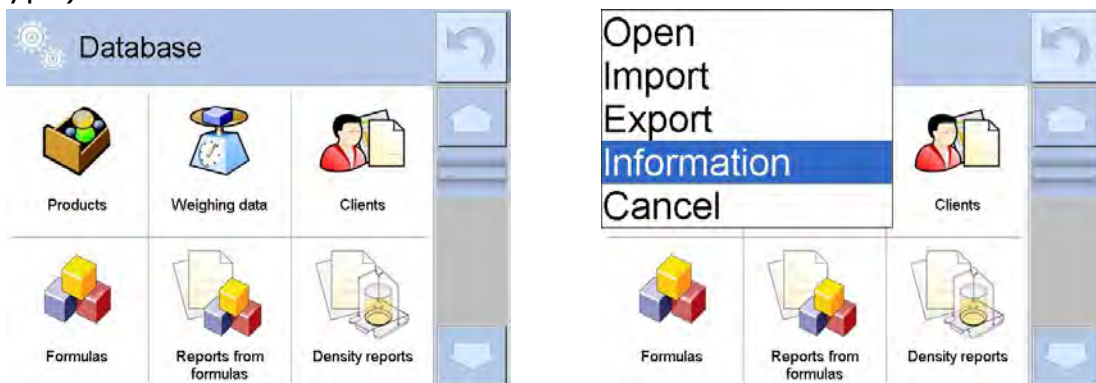 Database
Products
Weighing data
Clients
Formulas
Reports from
formulas
Density reports
Open
Import
Export
Information
Cancel
Clients
Formulas
Reports from
formulas
Density reports